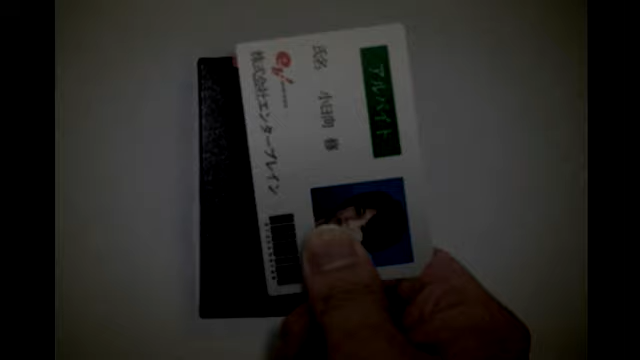 アルバイト
氏名 小日向 修
株式会社エンターブレイン